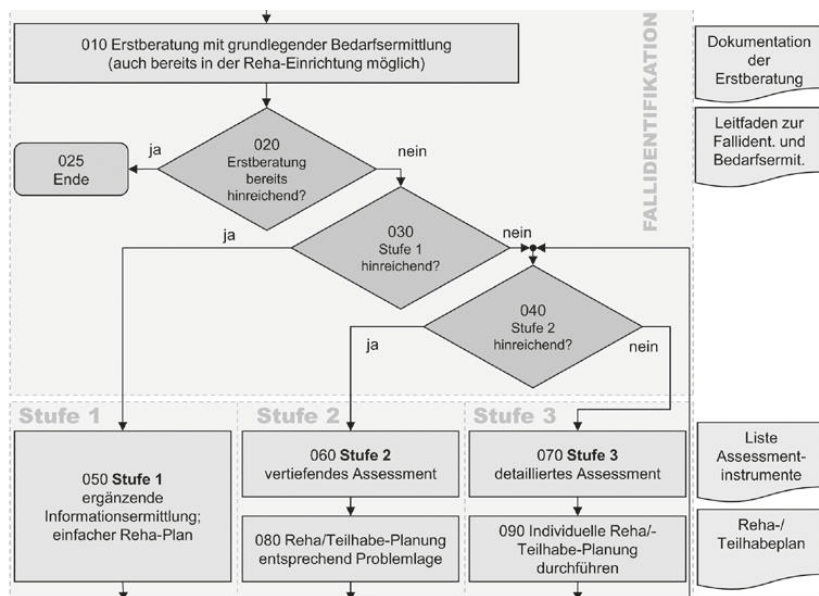 010 Erstberatung mit grundlegender Bedarfsermittlung
(auch bereits in der Reha-Einrichtung möglich)
FALLIDENTIFIKATION
Dokumentation
der
Erstberatung
Leitfaden zur
Fallident. und
Bedarfsermit.
020
Erstberatung
bereits
hinreichend?
ja
nein
025
Ende
030
Stufe 1
hinreichend?
ja
nein
040
Stufe 2
hinreichend?
ja
nein
Stufe 1
Stufe 2
Stufe 3
050 Stufe 1
ergänzende
Informationsermittlung;
einfacher Reha-Plan
060 Stufe 2
vertiefendes Assessment
070 Stufe 3
detailliertes Assessment
Liste
Assessment-
instrumente
080 Reha/Teilhabe-Planung
entsprechend Problemlage
090 Individuelle Reha/-
Teilhabe-Planung
durchführen
Reha-/
Teilhabeplan